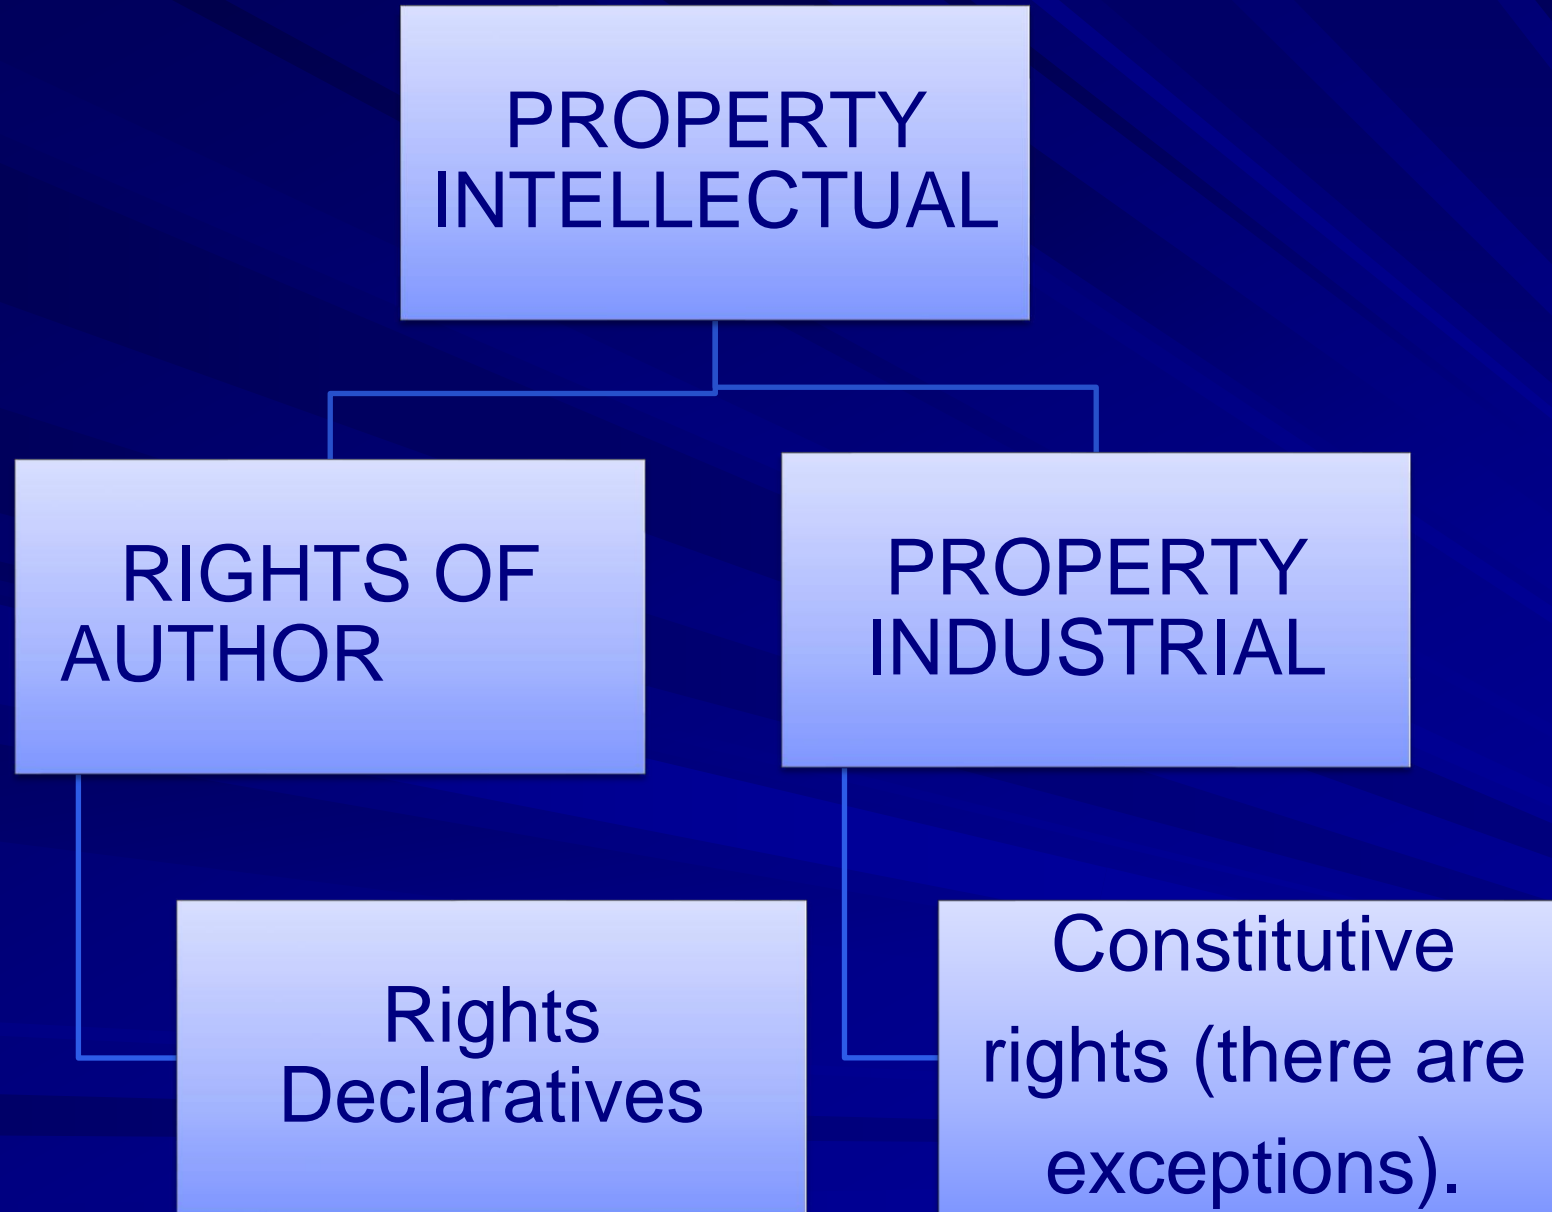 PROPERTY
INTELLECTUAL
RIGHTS OF
AUTHOR
PROPERTY
INDUSTRIAL
Rights
Declaratives
Constitutive
rights (there are
exceptions).